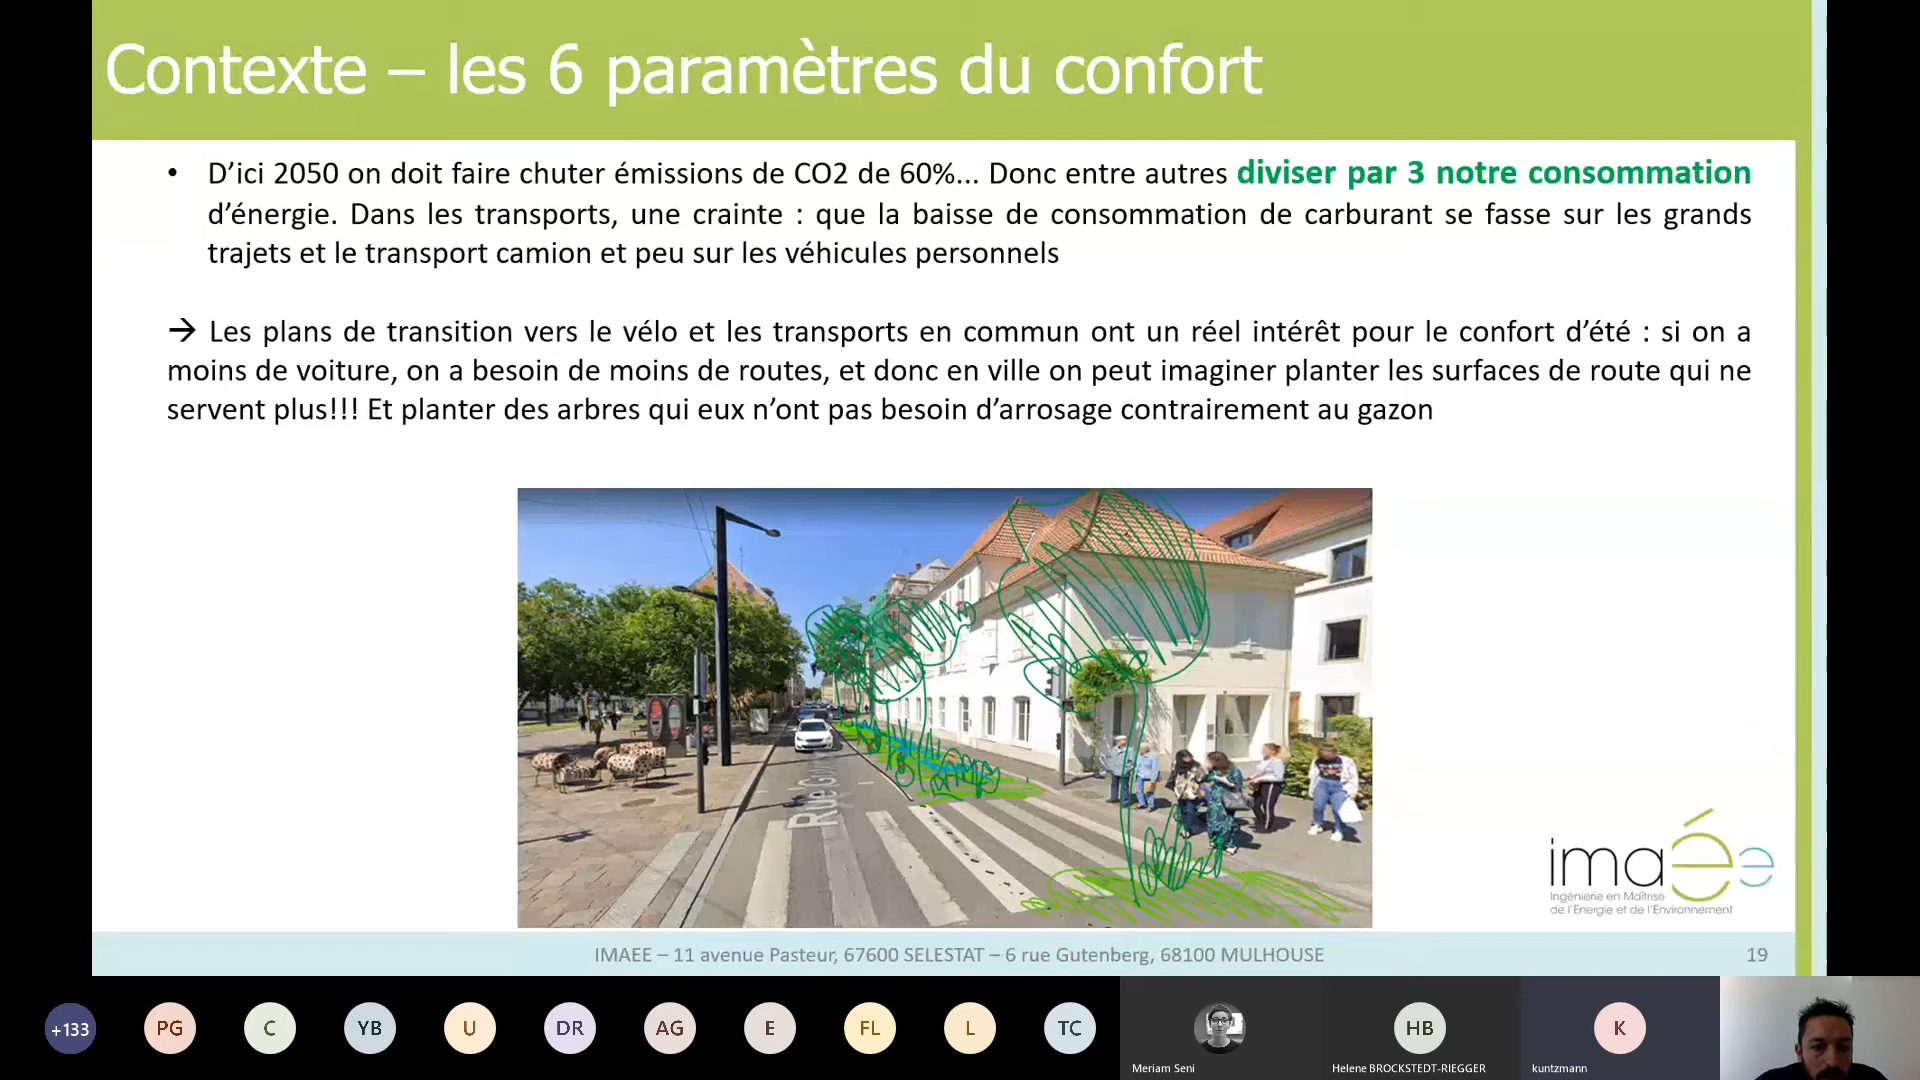 Contexte – les 6 paramètres du confort
• D’ici 2050 on doit faire chuter émissions de CO2 de 60%... Donc entre autres diviser par 3 notre consommation
d’énergie. Dans les transports, une crainte : que la baisse de consommation de carburant se fasse sur les grands
trajets et le transport camion et peu sur les véhicules personnels
→ Les plans de transition vers le vélo et les transports en commun ont un réel intérêt pour le confort d’été : si on a
moins de voiture, on a besoin de moins de routes, et donc en ville on peut imaginer planter les surfaces de route qui ne
servent plus!!! Et planter des arbres qui eux n’ont pas besoin d’arrosage contrairement au gazon
Rue G
imaée
Ingénierie en Maîtrise
de l’Energie et de l’Environnement
IMAEE – 11 avenue Pasteur, 67600 SELESTAT – 6 rue Gutenberg, 68100 MULHOUSE
19
+133
PG
C
YB
U
DR
AG
E
FL
L
TC
Meriam Seni
HB
Helene BROCKSTEDT-RIEGGER
K
kuntzmann